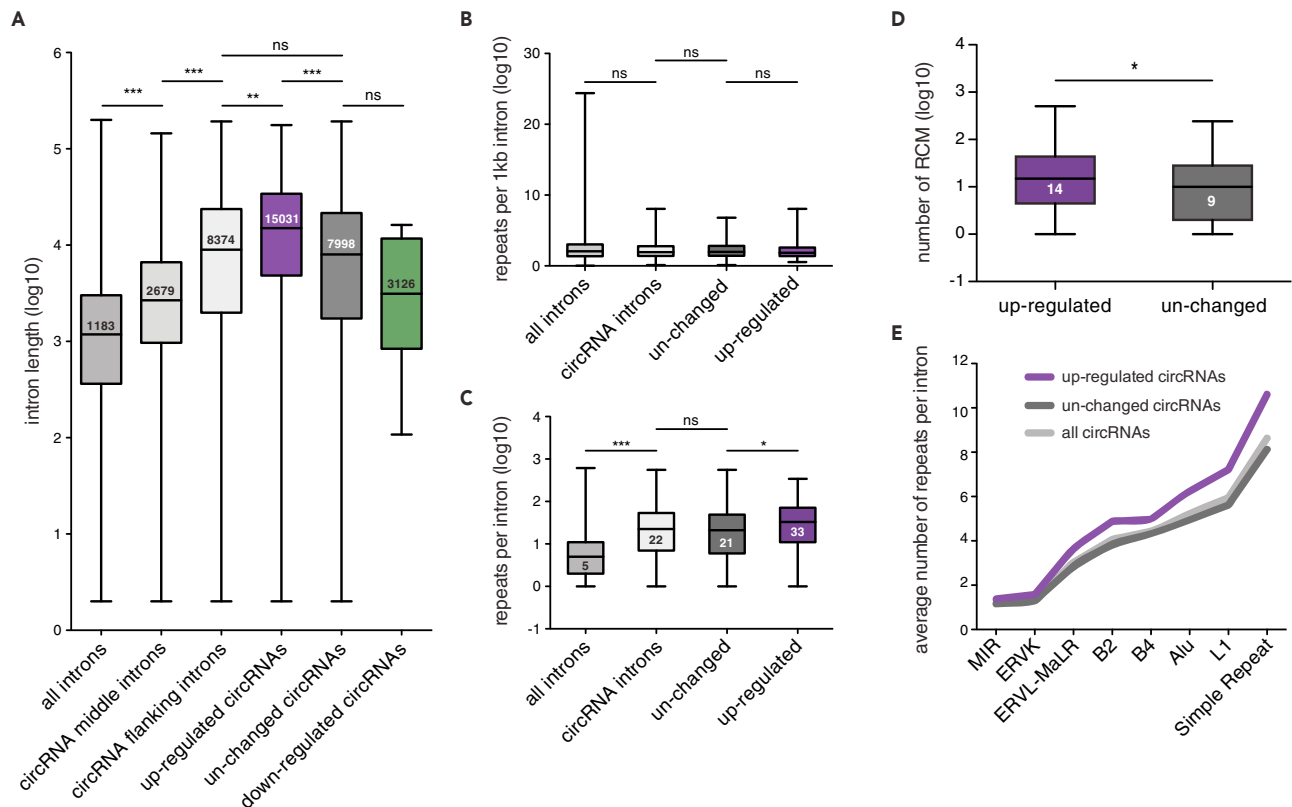 A
intron length (log10)
6
5
4
3
2
1
0
ns
***
***
***
**
ns
1183
2679
8374
15031
7998
3126
all introns
circRNA middle introns
circRNA flanking introns
up-regulated circRNAs
un-changed circRNAs
down-regulated circRNAs
B
repeats per 1kb intron (log10)
30
20
10
0
ns
ns
ns
all introns
circRNA introns
un-changed
up-regulated
C
repeats per intron (log10)
4
3
2
1
0
-1
***
ns
*
5
22
21
33
all introns
circRNA introns
un-changed
up-regulated
D
number of RCM (log10)
4
3
2
1
0
-1
*
14
9
up-regulated
un-changed
E
average number of repeats per intron
12
10
8
6
4
2
0
up-regulated circRNAs
un-changed circRNAs
all circRNAs
MIR
ERVK
ERVL-MaLR
B2
B4
Alu
L1
Simple Repeat